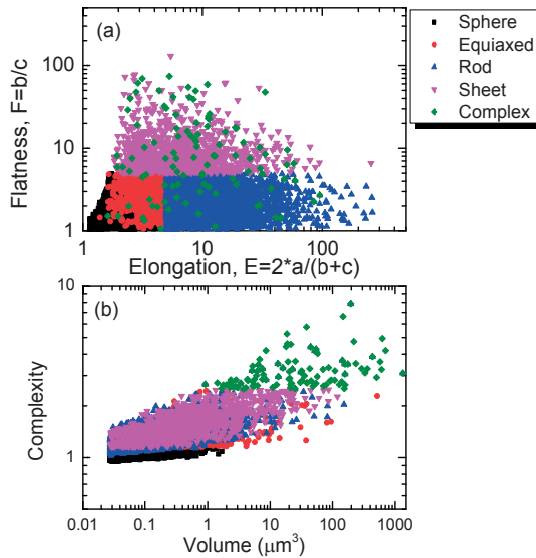 (a)
Flatness, F=b/c
100
10
1
1
10
100
Elongation, E=2*a/(b+c)
Sphere
Equiaxed
Rod
Sheet
Complex
(b)
Complexity
10
1
0.01
0.1
1
10
100
1000
Volume (μm³)